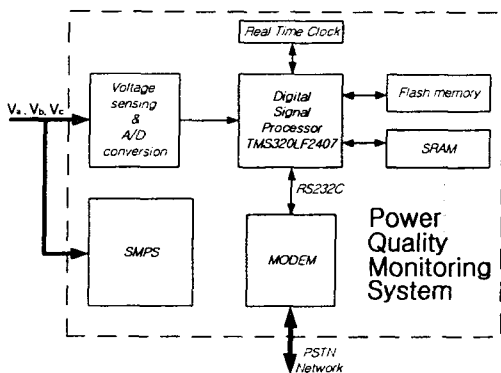 Real Time Clock
Va, Vb, Vc
Voltage
sensing
&
A/D
conversion
Digital
Signal
Processor
TMS320LF2407
Flash memory
SRAM
RS232C
SMPS
MODEM
Power
Quality
Monitoring
System
PSTN
Network